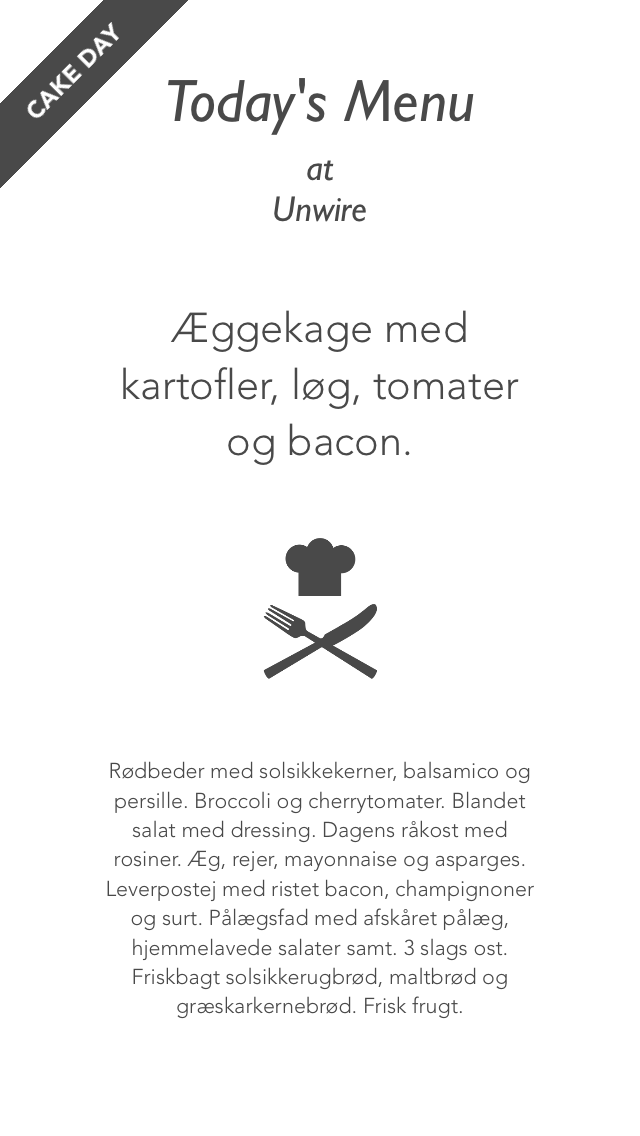 CAKE DAY
Today's Menu
at
Unwire
Æggekage med
kartofler, løg, tomater
og bacon.
Rødbeder med solsikkekerner, balsamico og
persille. Broccoli og cherrytomater. Blandet
salat med dressing. Dagens råkost med
rosiner. Æg, rejer, mayonnaise og asparges.
Leverpostej med ristet bacon, champignoner
og surt. Pålægsfad med afskåret pålæg,
hjemmelavede salater samt. 3 slags ost.
Friskbagt solsikkerugbrød, maltbrød og
græskarkernebrød. Frisk frugt.